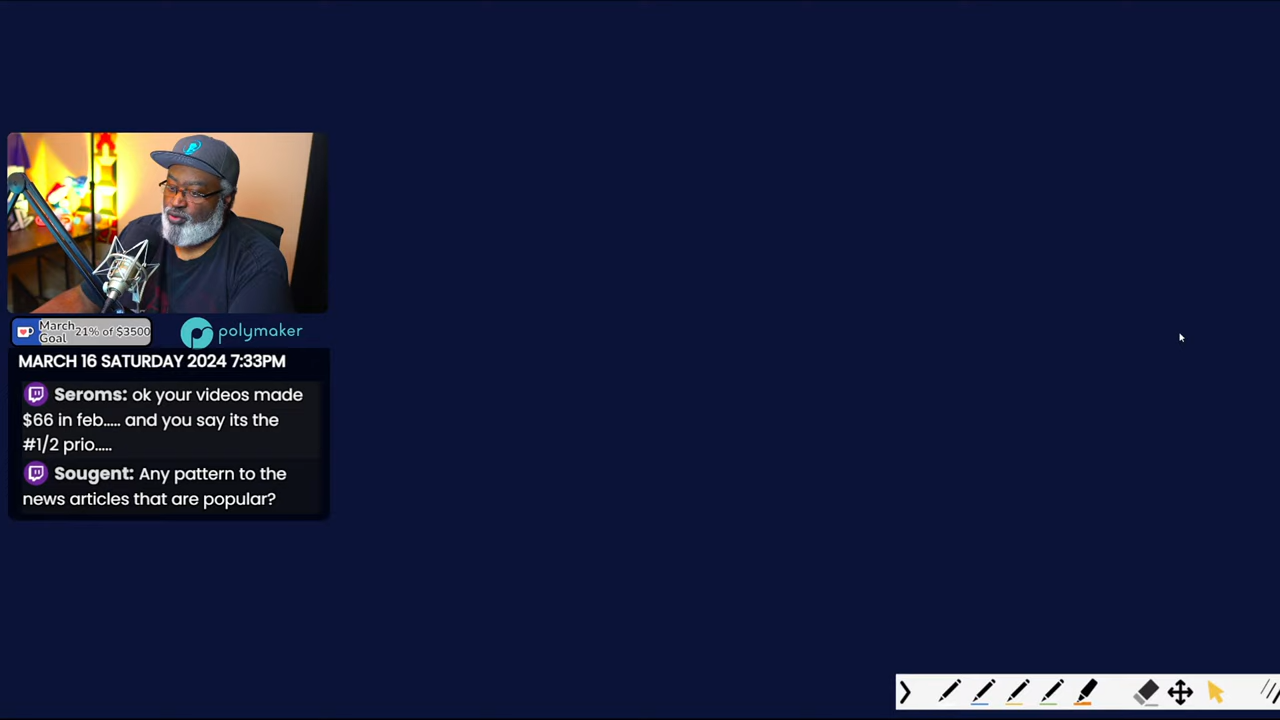 March Goal 21% of $3500
polymaker
MARCH 16 SATURDAY 2024 7:33PM
Seroms: ok your videos made
$66 in feb..... and you say its the
#1/2 prio.....
Sougent: Any pattern to the
news articles that are popular?